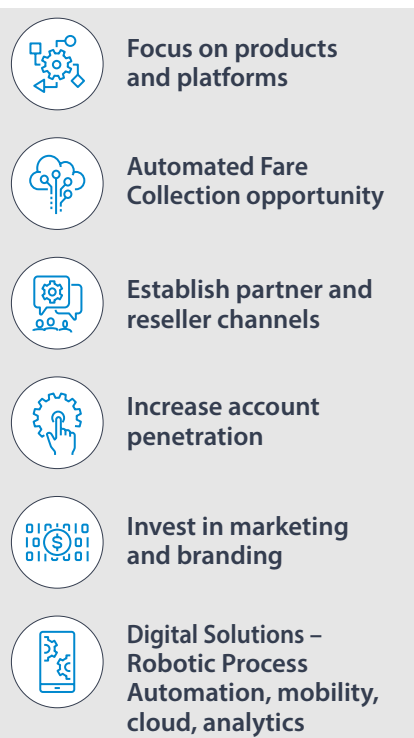 Focus on products
and platforms
Automated Fare
Collection opportunity
Establish partner and
reseller channels
Increase account
penetration
Invest in marketing
and branding
Digital Solutions –
Robotic Process
Automation, mobility,
cloud, analytics